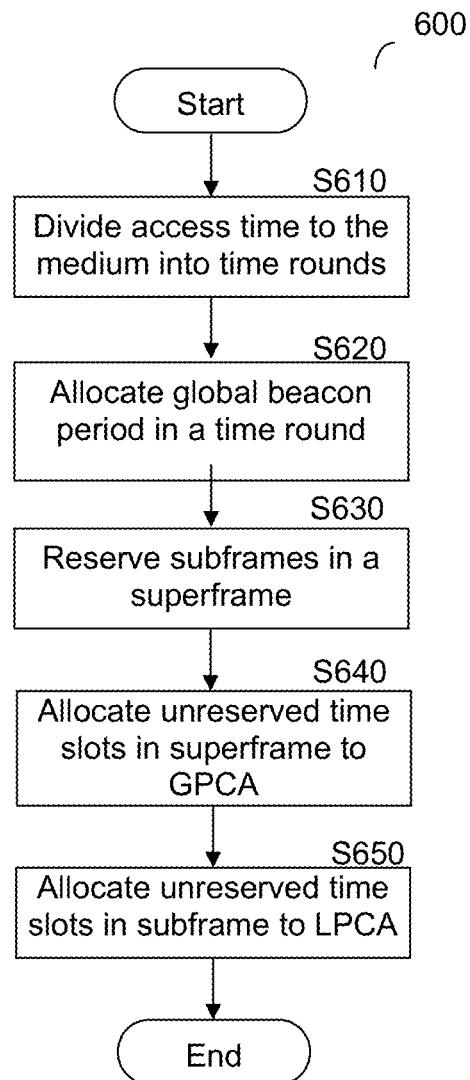 600
Start
S610
Divide access time to the
medium into time rounds
S620
Allocate global beacon
period in a time round
S630
Reserve subframes in a
superframe
S640
Allocate unreserved time
slots in superframe to
GPCA
S650
Allocate unreserved time
slots in subframe to LPCA
End